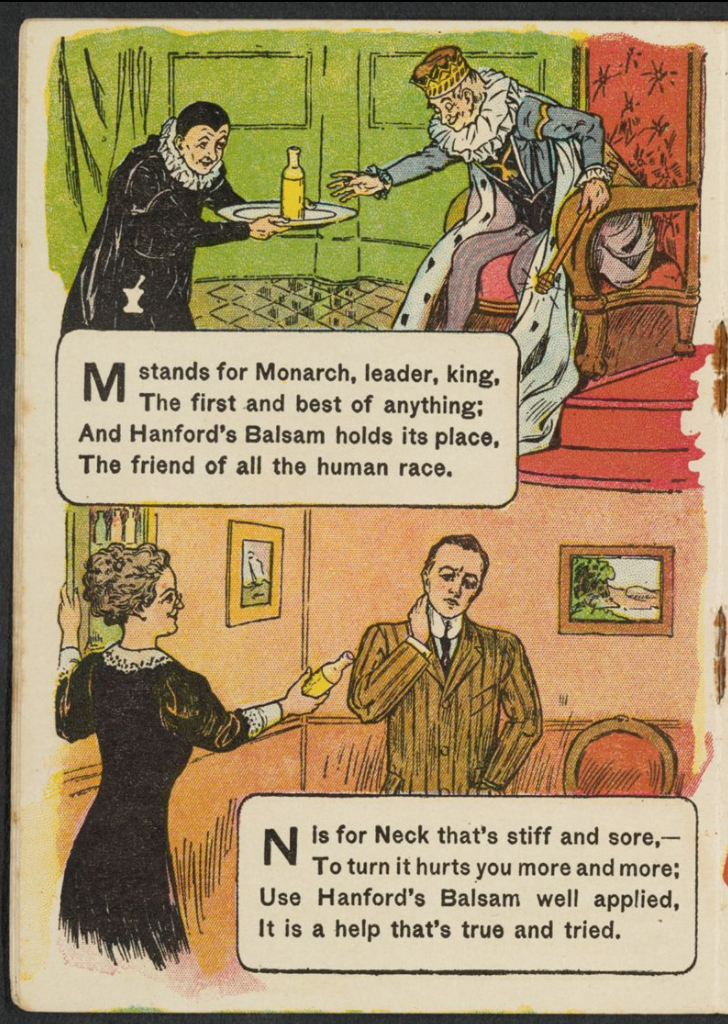 M stands for Monarch, leader, king,
The first and best of anything;
And Hanford's Balsam holds its place,
The friend of all the human race.
N is for Neck that's stiff and sore,—
To turn it hurts you more and more;
Use Hanford's Balsam well applied,
It is a help that's true and tried.